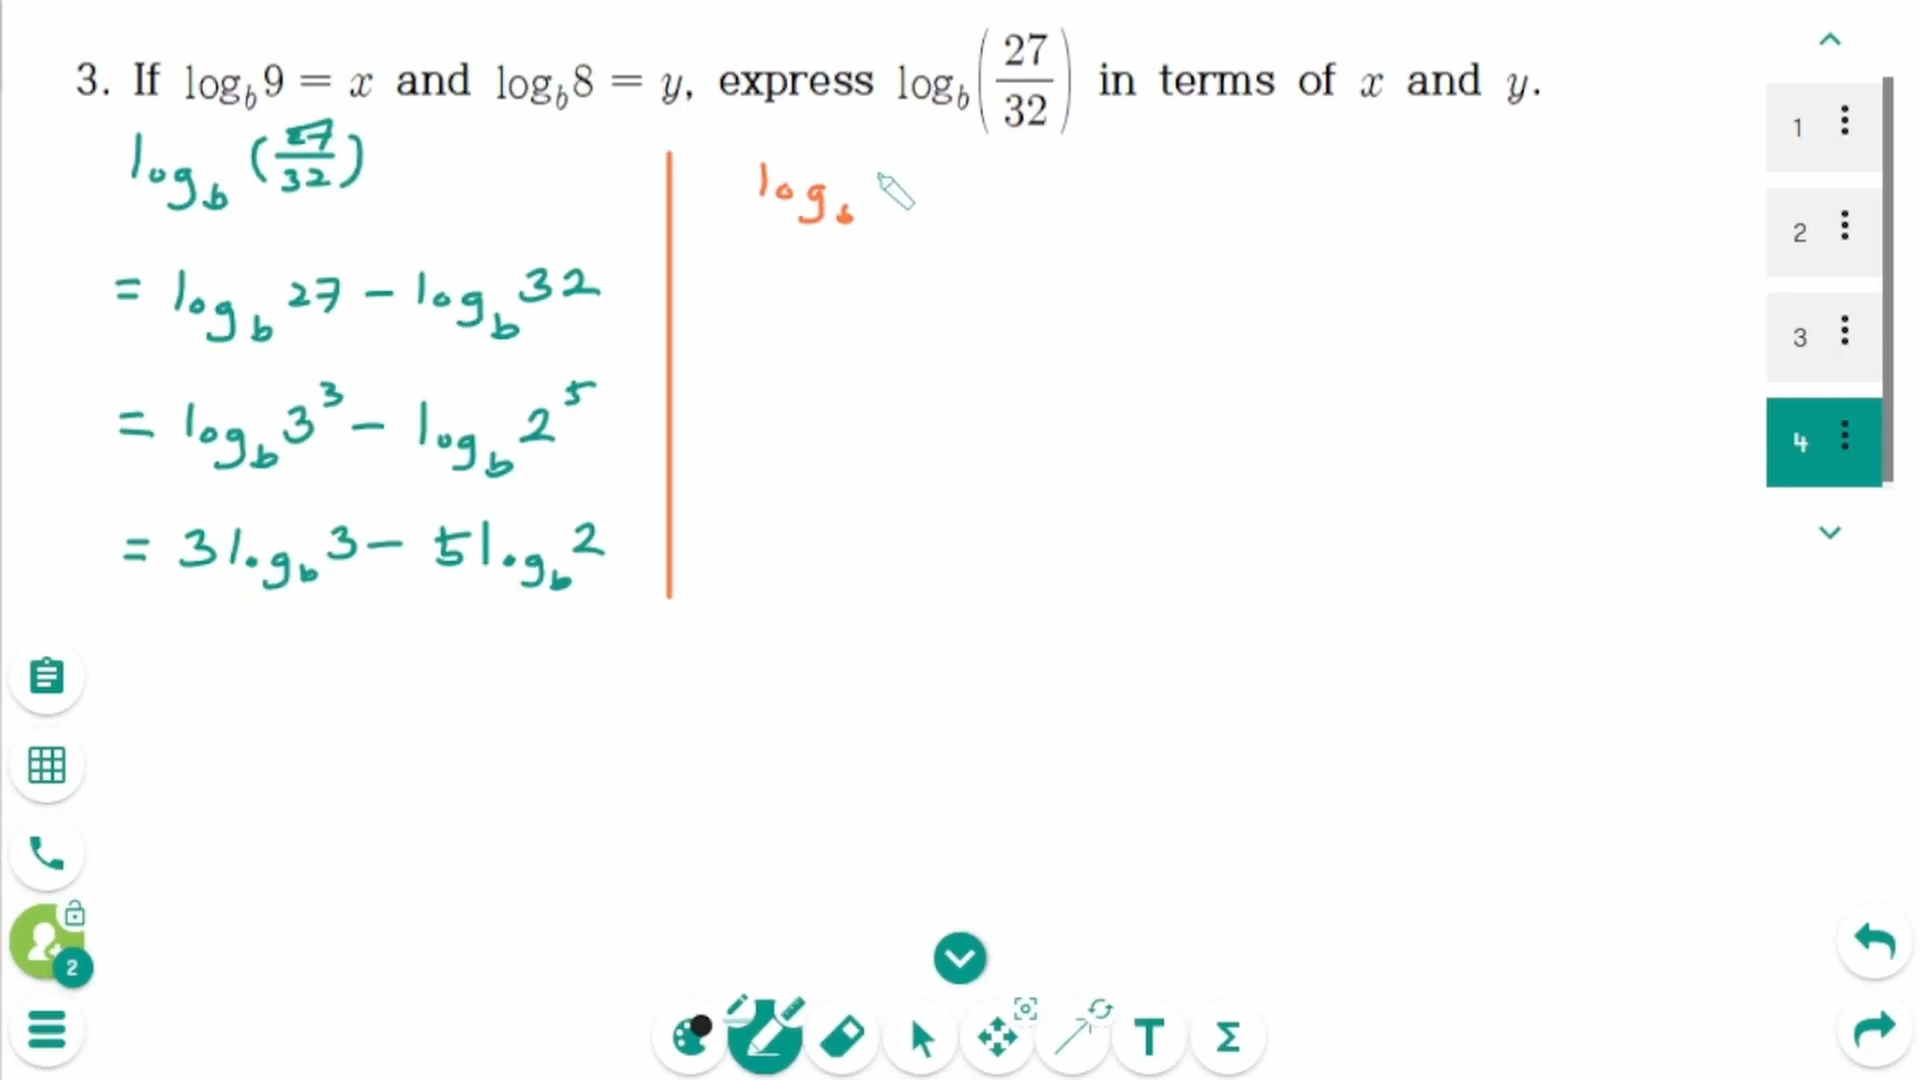 3. If log_b 9 = x and log_b 8 = y, express log_b(27/32) in terms of x and y.
log_b (27/32)
= log_b 27 - log_b 32
= log_b 3^3 - log_b 2^5
= 3 log_b 3 - 5 log_b 2
log_b
1
2
3
4
2
T
Σ